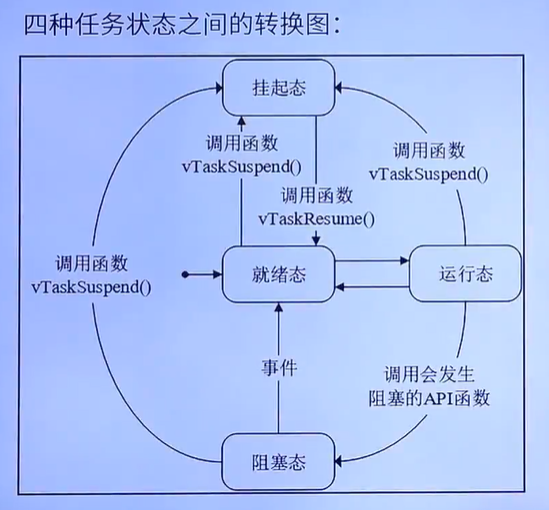 四种任务状态之间的转换图：
挂起态
调用函数
vTaskSuspend()
调用函数
vTaskSuspend()
调用函数
vTaskResume()
调用函数
vTaskSuspend()
就绪态
运行态
事件
调用会发生
阻塞的API函数
阻塞态